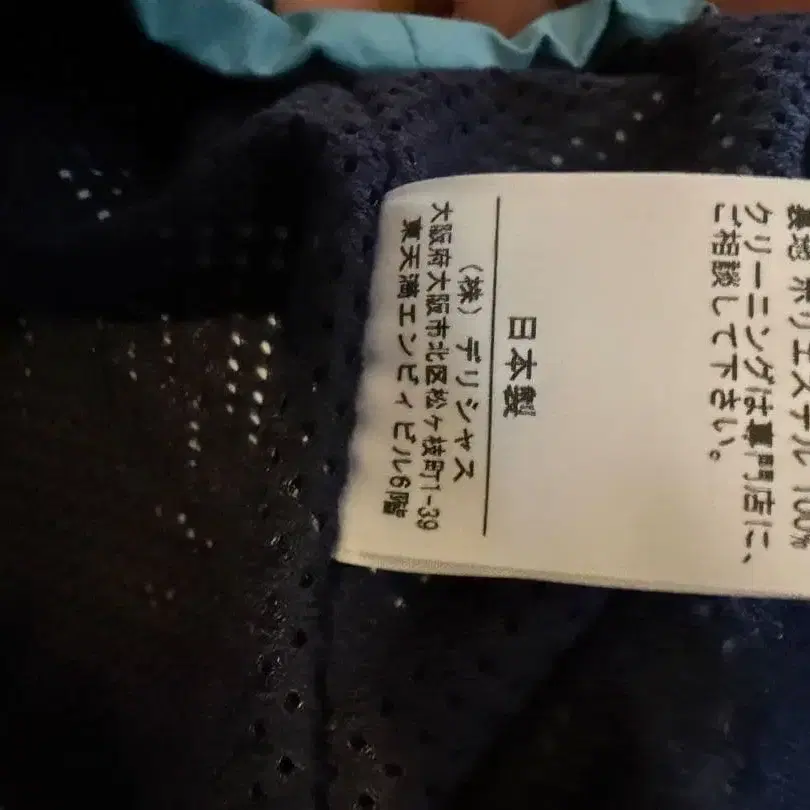 裏地 ポリエステル 100%
クリーニングは専門店に、
ご相談して下さい。
日本製
(株) デリシャス
大阪府大阪市北区松ヶ枝町1-39
東天満エンビィビル6階